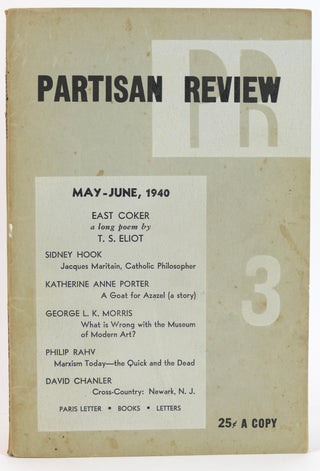 PR
PARTISAN REVIEW
MAY-JUNE, 1940
EAST COKER
a long poem by
T. S. ELIOT
SIDNEY HOOK
Jacques Maritain, Catholic Philosopher
KATHERINE ANNE PORTER
A Goat for Azazel (a story)
GEORGE L. K. MORRIS
What is Wrong with the Museum
of Modern Art?
PHILIP RAHV
Marxism Today—the Quick and the Dead
DAVID CHANLER
Cross-Country: Newark, N. J.
PARIS LETTER • BOOKS • LETTERS
3
25¢ A COPY